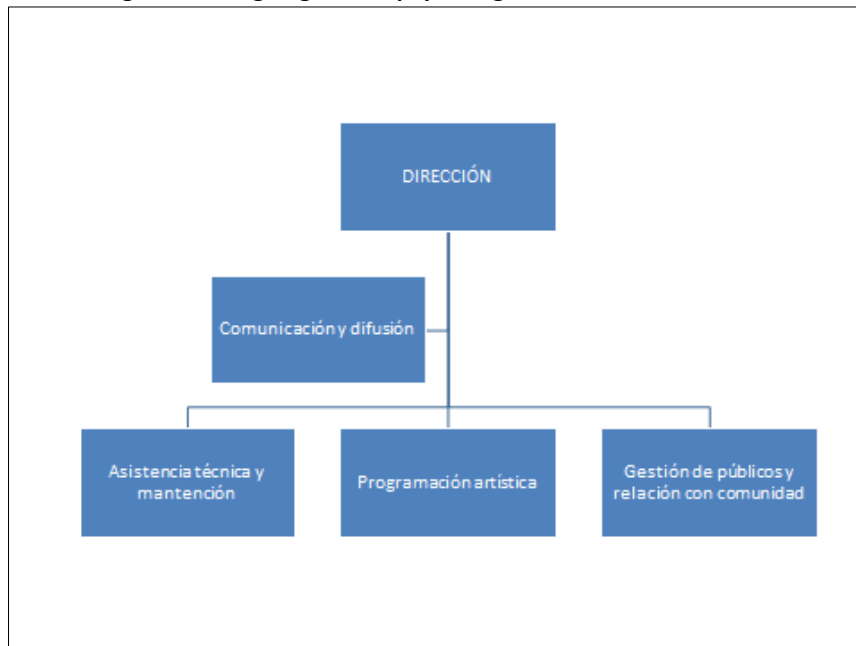 DIRECCIÓN
Comunicación y difusión
Asistencia técnica y
mantención
Programación artística
Gestión de públicos y
relación con comunidad